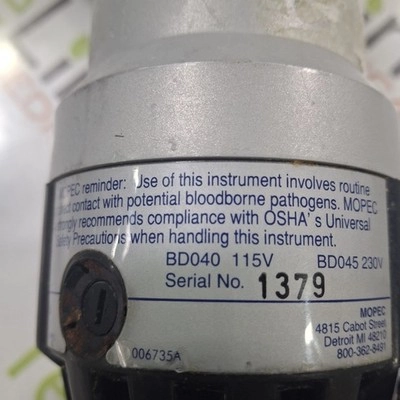 MOPEC reminder: Use of this instrument involves routine
contact with potential bloodborne pathogens. MOPEC
strongly recommends compliance with OSHA's Universal
Safety Precautions when handling this instrument.
BD040 115V BD045 230V
Serial No. 1379
MOPEC
4815 Cabot Street
Detroit MI 48210
800-362-8491
006735A